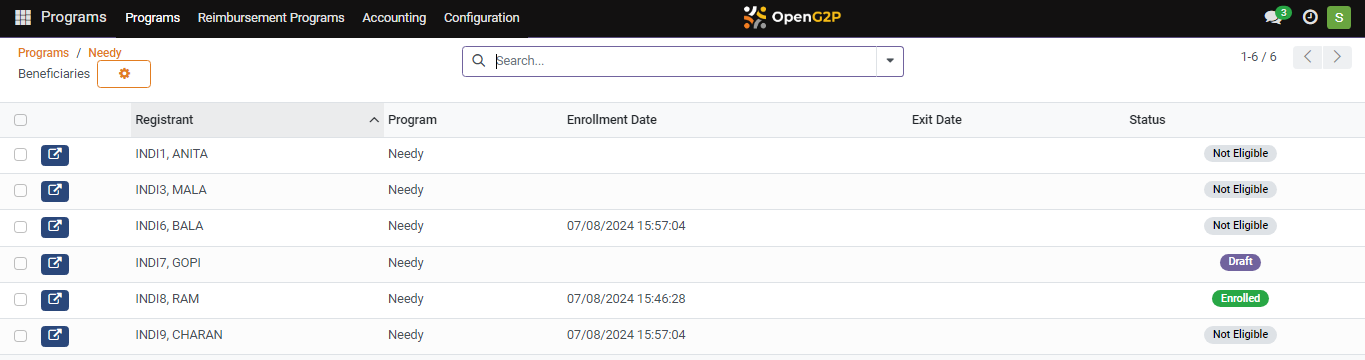 Programs Programs Reimbursement Programs Accounting Configuration OpenG2P 3 S
Programs / Needy
Beneficiaries
Search...
1-6 / 6
Registrant Program Enrollment Date Exit Date Status
INDI1, ANITA Needy Not Eligible
INDI3, MALA Needy Not Eligible
INDI6, BALA Needy 07/08/2024 15:57:04 Not Eligible
INDI7, GOPI Needy Draft
INDI8, RAM Needy 07/08/2024 15:46:28 Enrolled
INDI9, CHARAN Needy 07/08/2024 15:57:04 Not Eligible